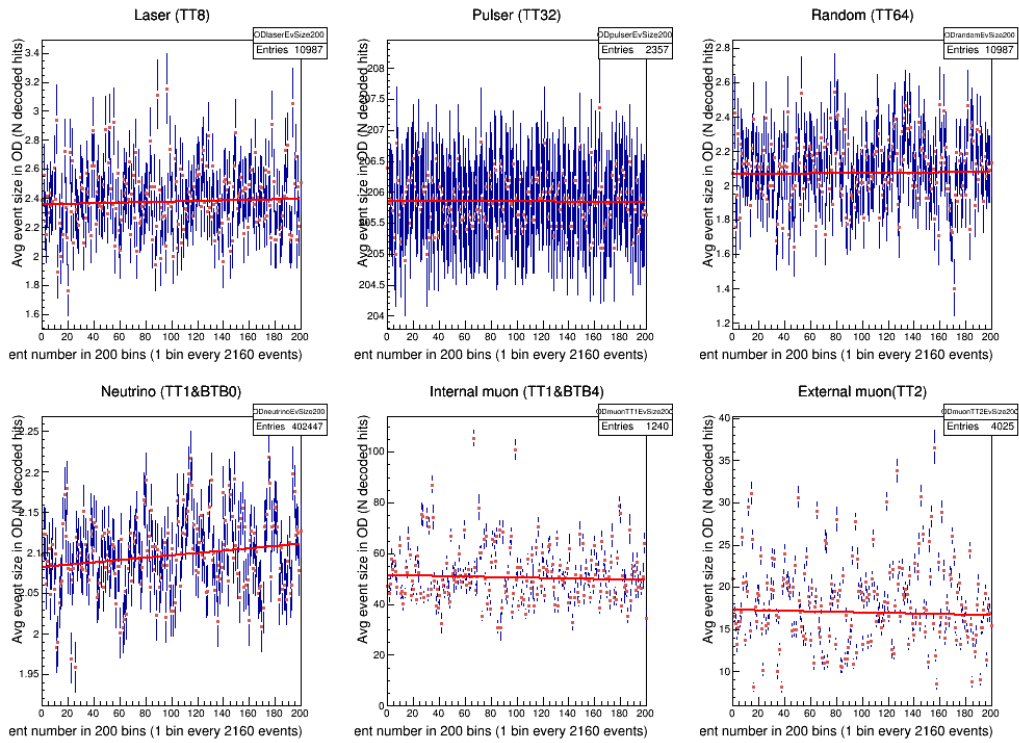 Laser (TT8)
ODlaserEvSize200
Entries 10987
Avg event size in OD (N decoded hits)
3.4
3.2
3
2.8
2.6
2.4
2.2
2
1.8
1.6
0 20 40 60 80 100 120 140 160 180 200
ent number in 200 bins (1 bin every 2160 events)
Pulser (TT32)
ODpulserEvSize200
Entries 2357
Avg event size in OD (N decoded hits)
208
207.5
207
206.5
206
205.5
205
204.5
204
0 20 40 60 80 100 120 140 160 180 200
ent number in 200 bins (1 bin every 2160 events)
Random (TT64)
ODrandomEvSize200
Entries 10987
Avg event size in OD (N decoded hits)
2.8
2.6
2.4
2.2
2
1.8
1.6
1.4
1.2
0 20 40 60 80 100 120 140 160 180 200
ent number in 200 bins (1 bin every 2160 events)
Neutrino (TT1&BTB0)
ODneutrinoEvSize200
Entries 402447
Avg event size in OD (N decoded hits)
2.25
2.2
2.15
2.1
2.05
2
1.95
0 20 40 60 80 100 120 140 160 180 200
ent number in 200 bins (1 bin every 2160 events)
Internal muon (TT1&BTB4)
ODmuonTT1EvSize200
Entries 1240
Avg event size in OD (N decoded hits)
100
80
60
40
20
0
0 20 40 60 80 100 120 140 160 180 200
ent number in 200 bins (1 bin every 2160 events)
External muon(TT2)
ODmuonTT2EvSize200
Entries 4025
Avg event size in OD (N decoded hits)
40
35
30
25
20
15
10
0 20 40 60 80 100 120 140 160 180 200
ent number in 200 bins (1 bin every 2160 events)